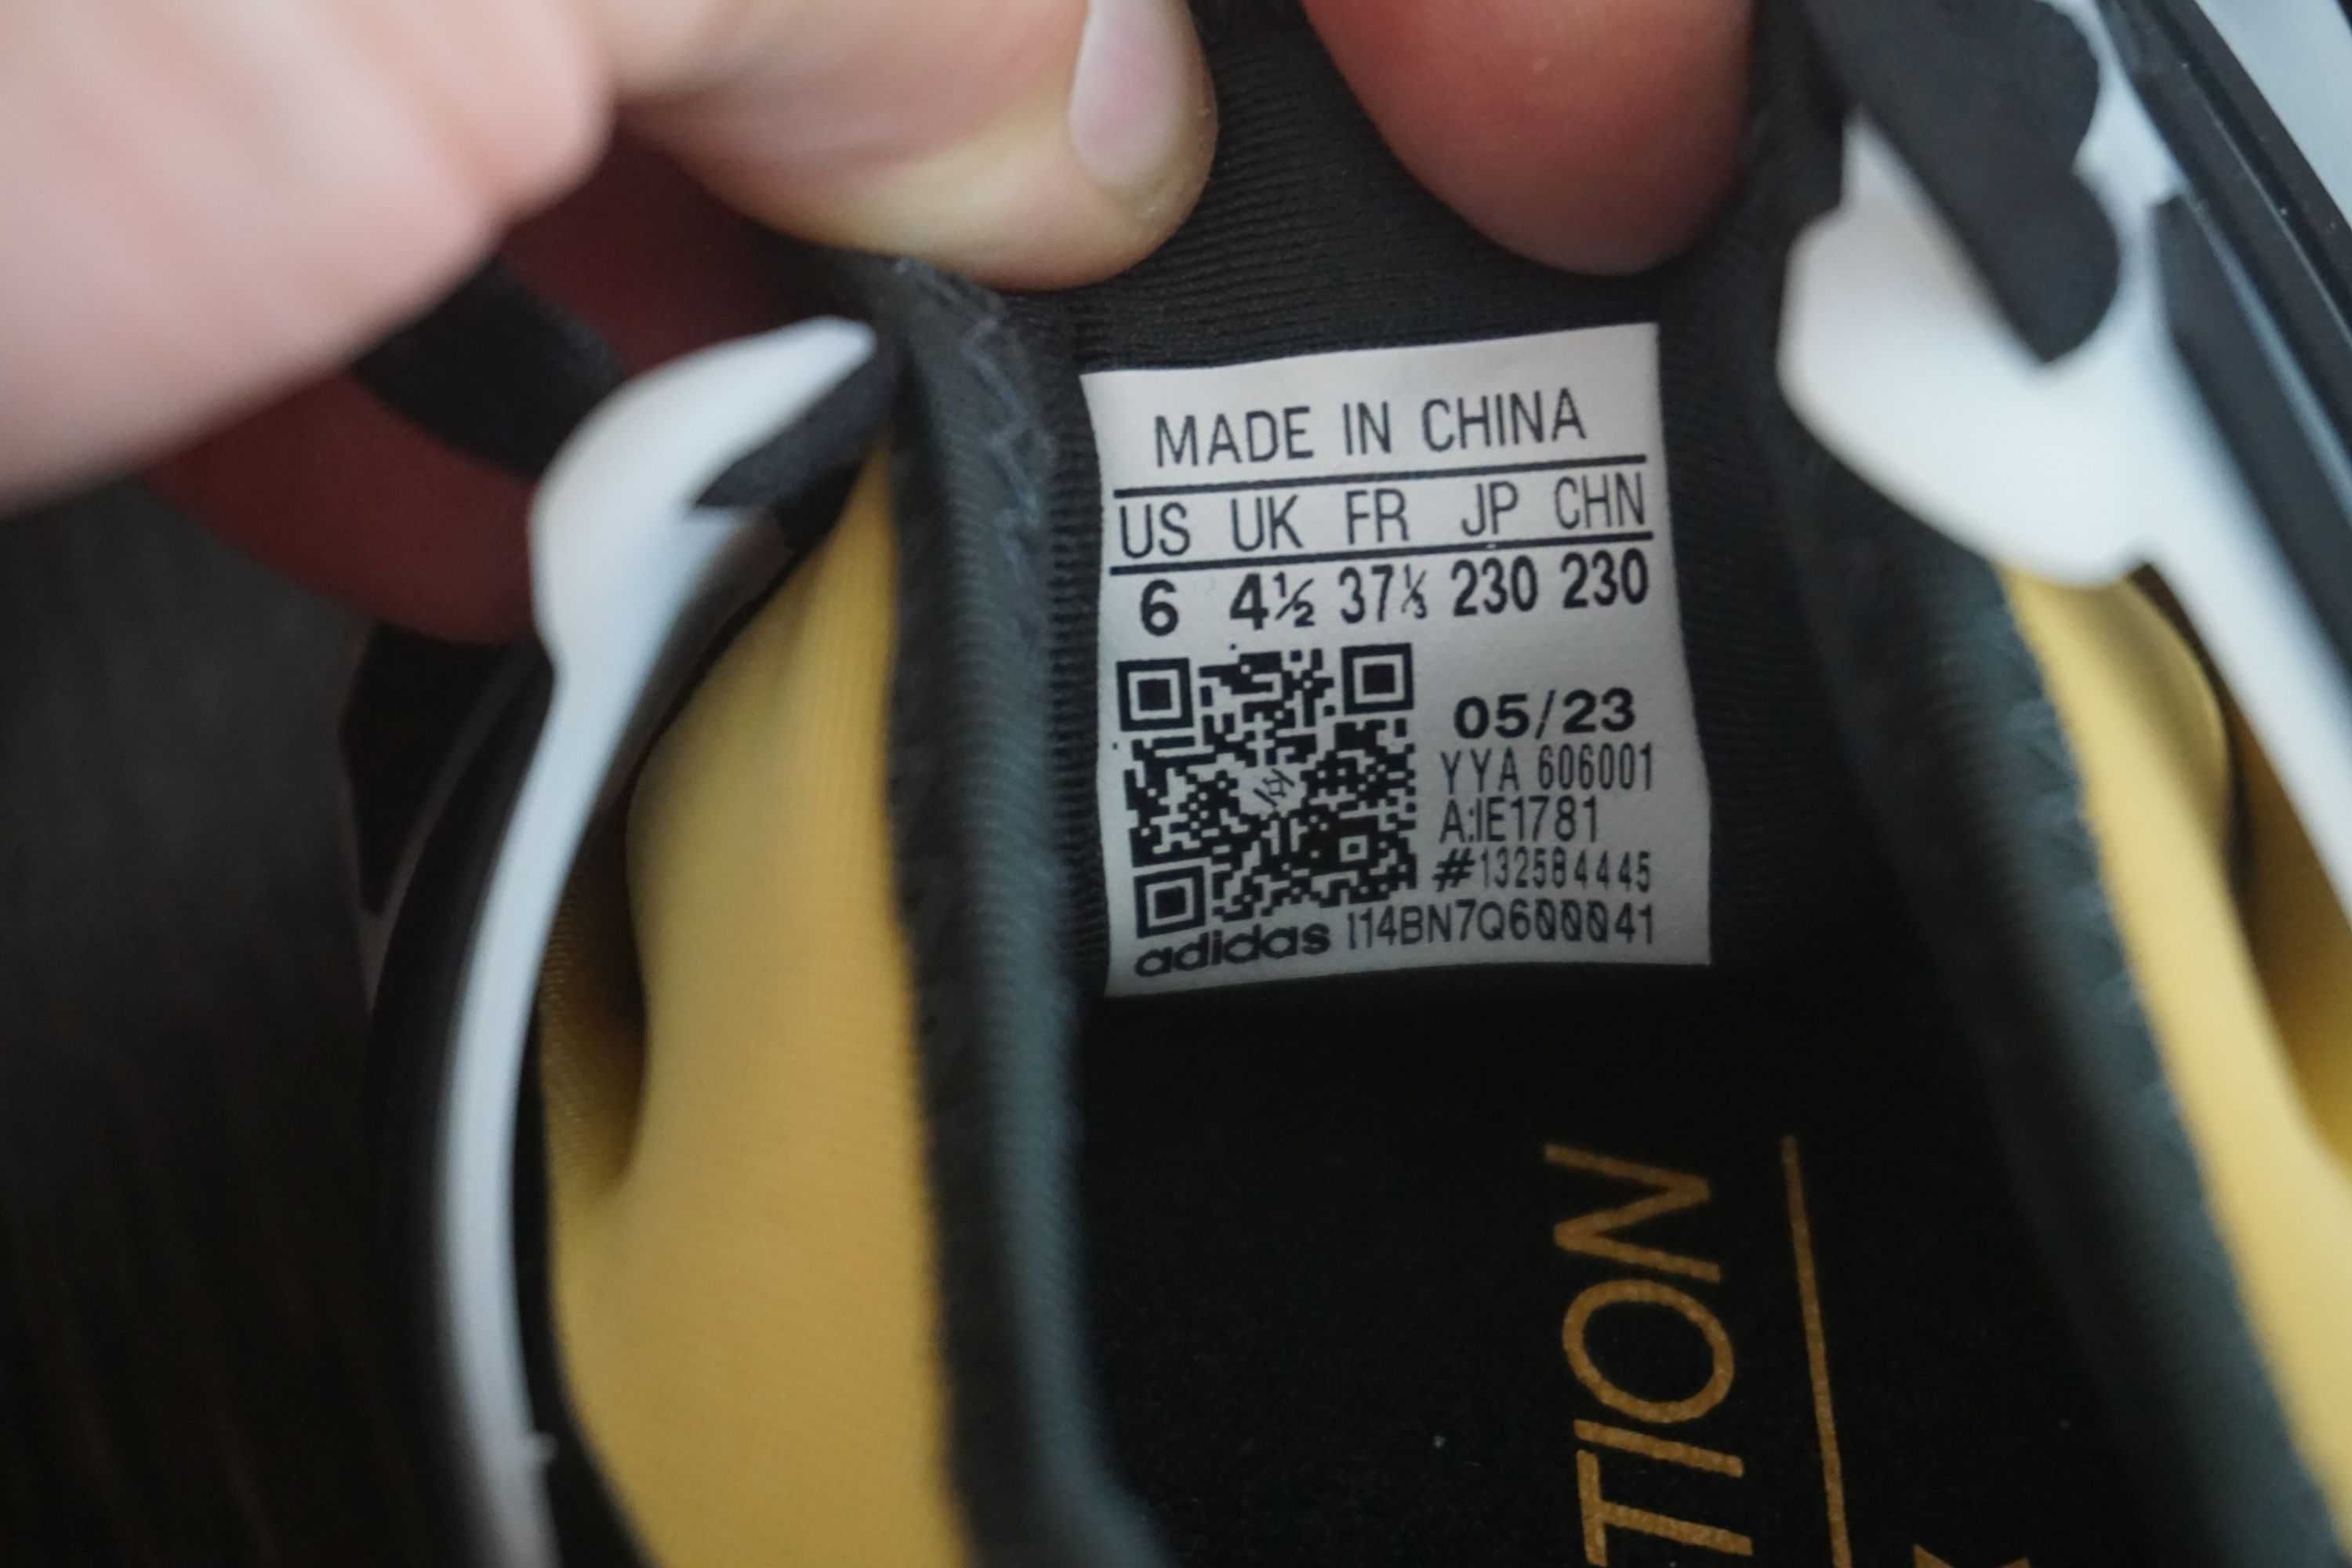 MADE IN CHINA
US UK FR JP CHN
6 4½ 37⅓ 230 230
05/23
YYA 606001
A:IE1781
#132584445
adidas 114BN7Q600041
TION